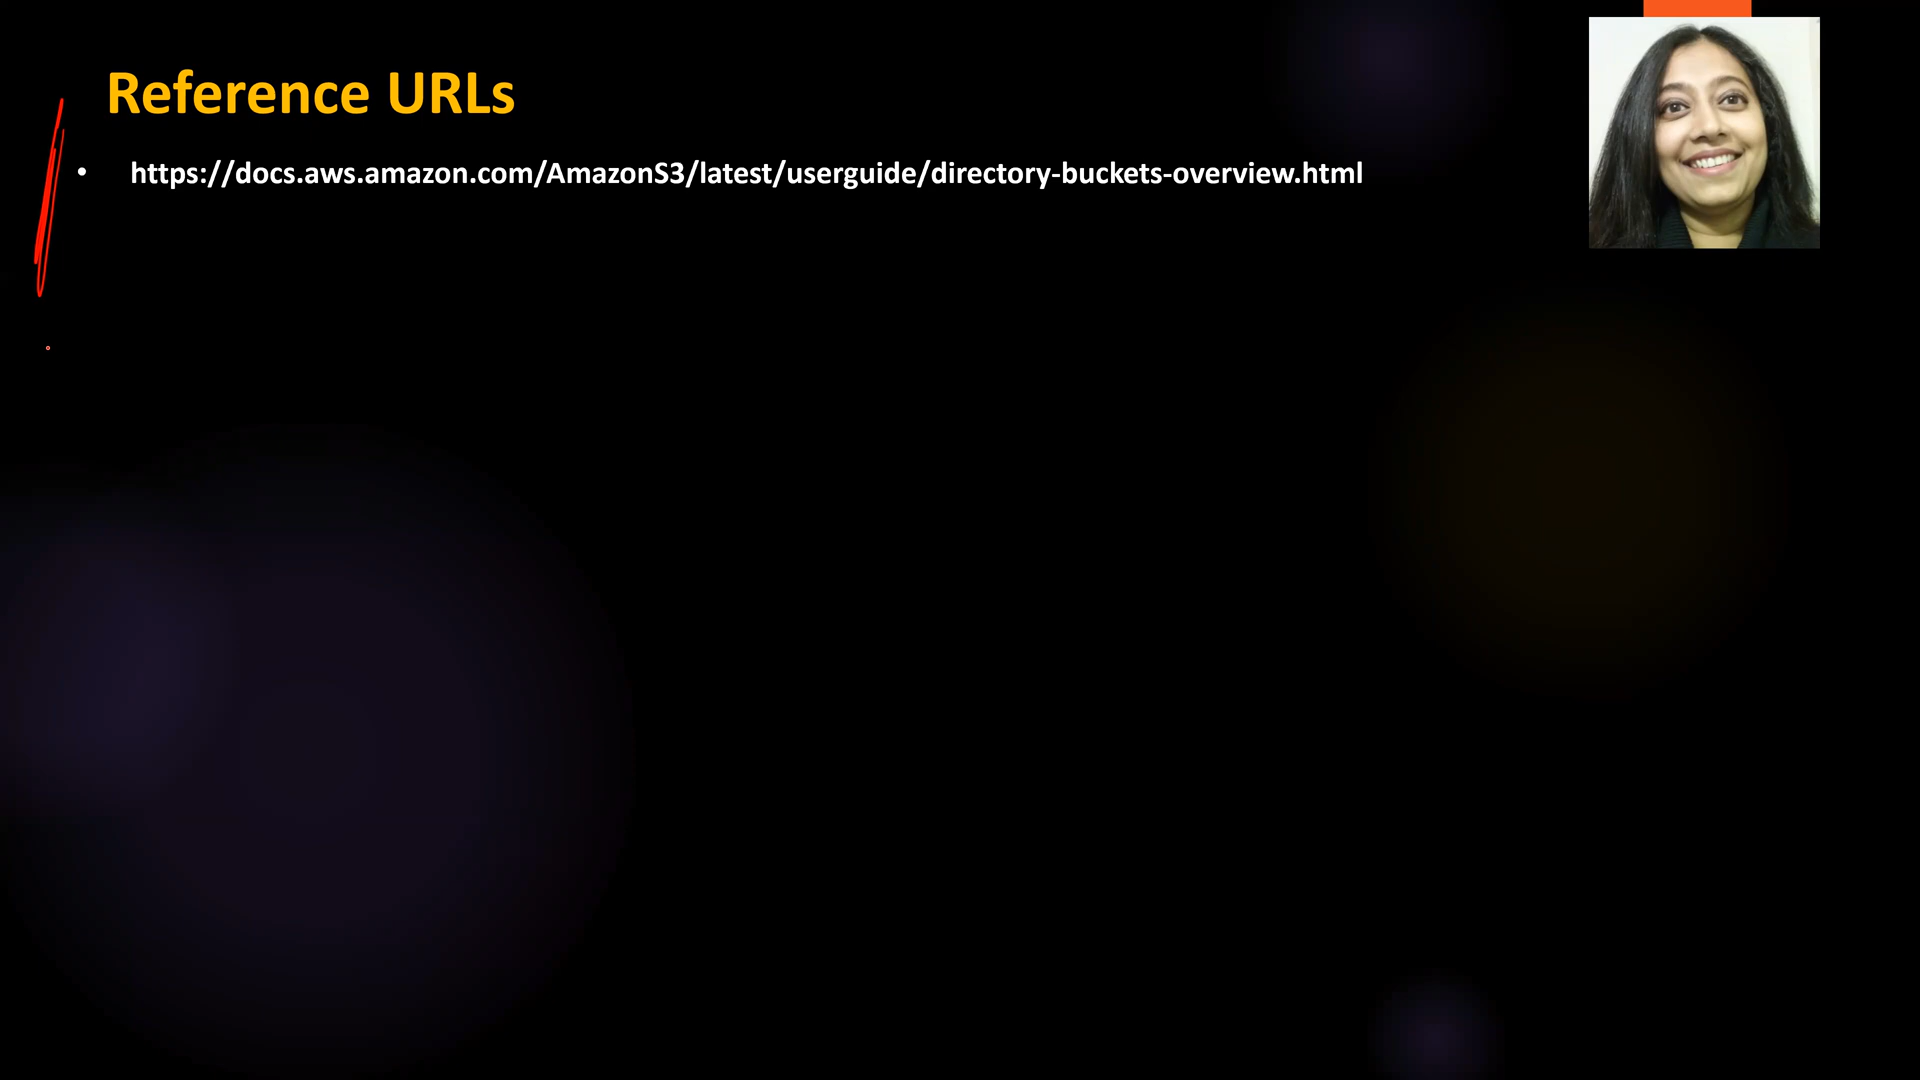 Reference URLs
• https://docs.aws.amazon.com/AmazonS3/latest/userguide/directory-buckets-overview.html